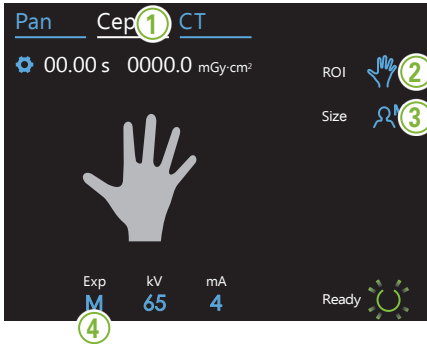 Pan Cep 1 CT
00.00 s 0000.0 mGy·cm²
ROI 2
Size M 3
Exp kV mA
M 65 4
Ready
4